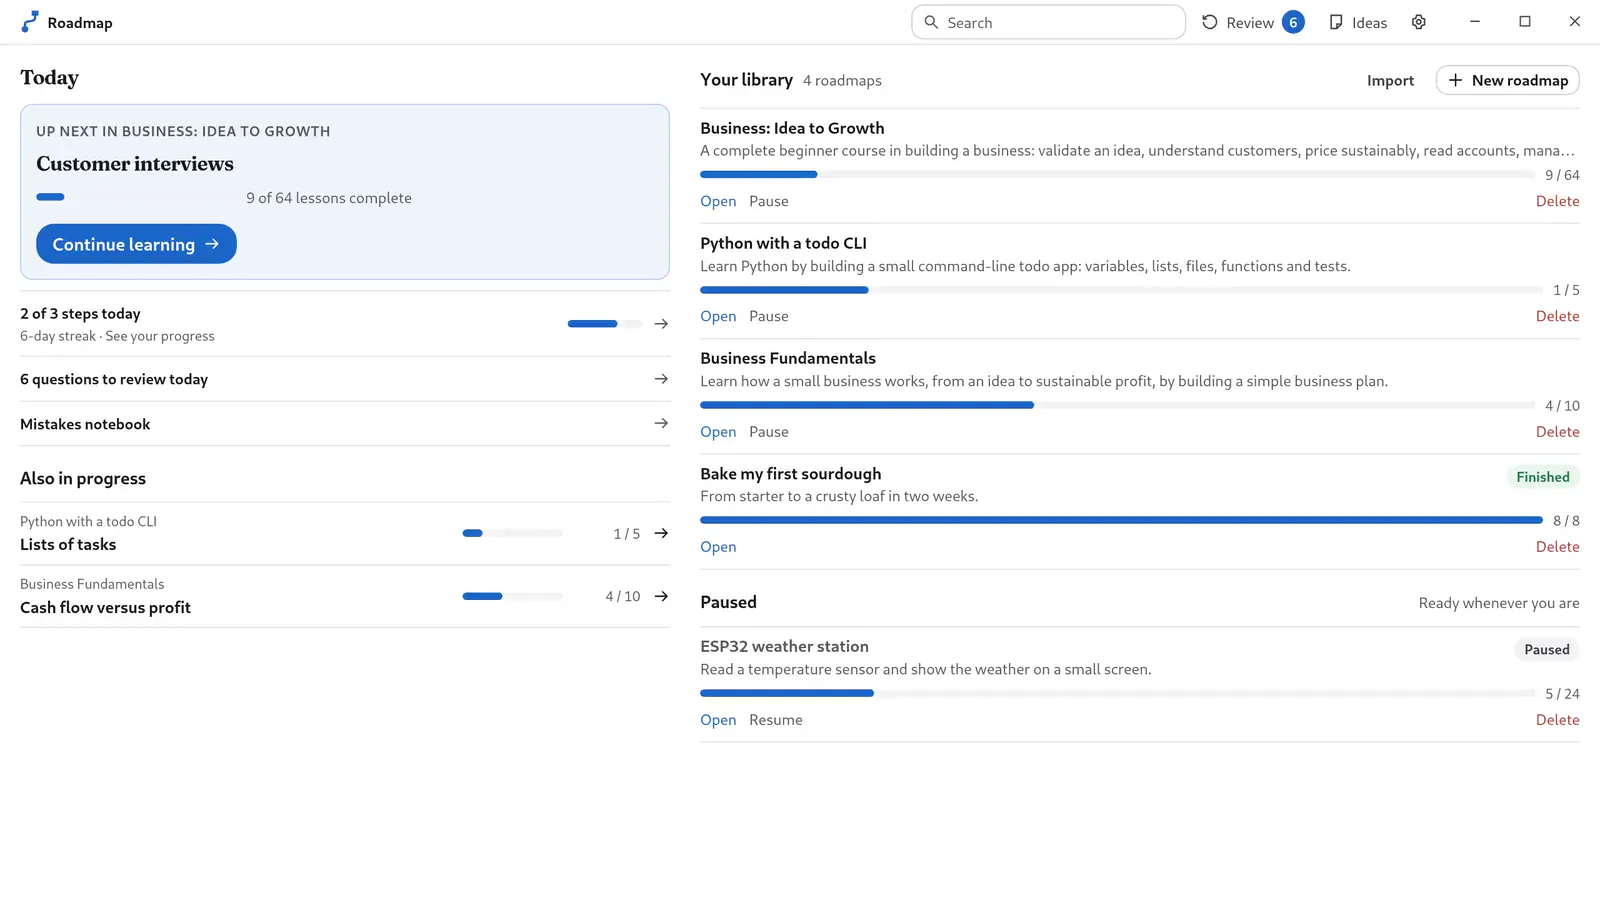 Roadmap
Search
Review 6
Ideas
Today
UP NEXT IN BUSINESS: IDEA TO GROWTH
Customer interviews
9 of 64 lessons complete
Continue learning →
2 of 3 steps today
6-day streak · See your progress
6 questions to review today
Mistakes notebook
Also in progress
Python with a todo CLI
Lists of tasks
1 / 5
Business Fundamentals
Cash flow versus profit
4 / 10
Your library 4 roadmaps
Import
+ New roadmap
Business: Idea to Growth
A complete beginner course in building a business: validate an idea, understand customers, price sustainably, read accounts, mana…
9 / 64
Open Pause Delete
Python with a todo CLI
Learn Python by building a small command-line todo app: variables, lists, files, functions and tests.
1 / 5
Open Pause Delete
Business Fundamentals
Learn how a small business works, from an idea to sustainable profit, by building a simple business plan.
4 / 10
Open Pause Delete
Bake my first sourdough
Finished
From starter to a crusty loaf in two weeks.
8 / 8
Open Delete
Paused
Ready whenever you are
ESP32 weather station
Paused
Read a temperature sensor and show the weather on a small screen.
5 / 24
Open Resume Delete